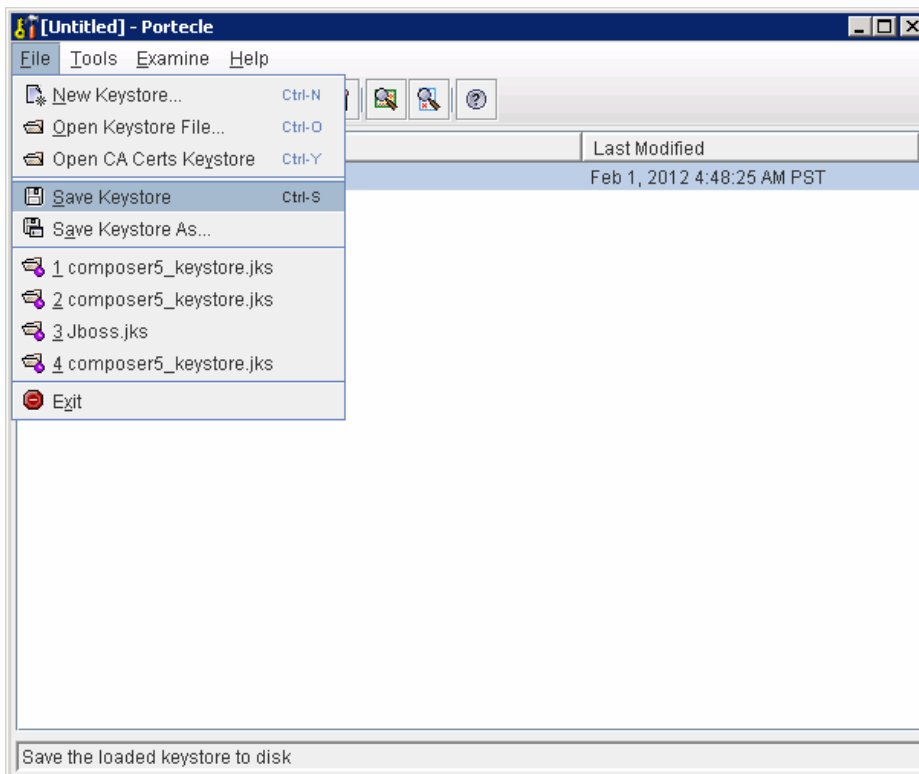 [Untitled] - Portecle
File Tools Examine Help
New Keystore... Ctrl-N
Open Keystore File... Ctrl-O
Open CA Certs Keystore Ctrl-Y
Last Modified
Feb 1, 2012 4:48:25 AM PST
Save Keystore Ctrl-S
Save Keystore As...
1 composer5_keystore.jks
2 composer5_keystore.jks
3 Jboss.jks
4 composer5_keystore.jks
Exit
Save the loaded keystore to disk